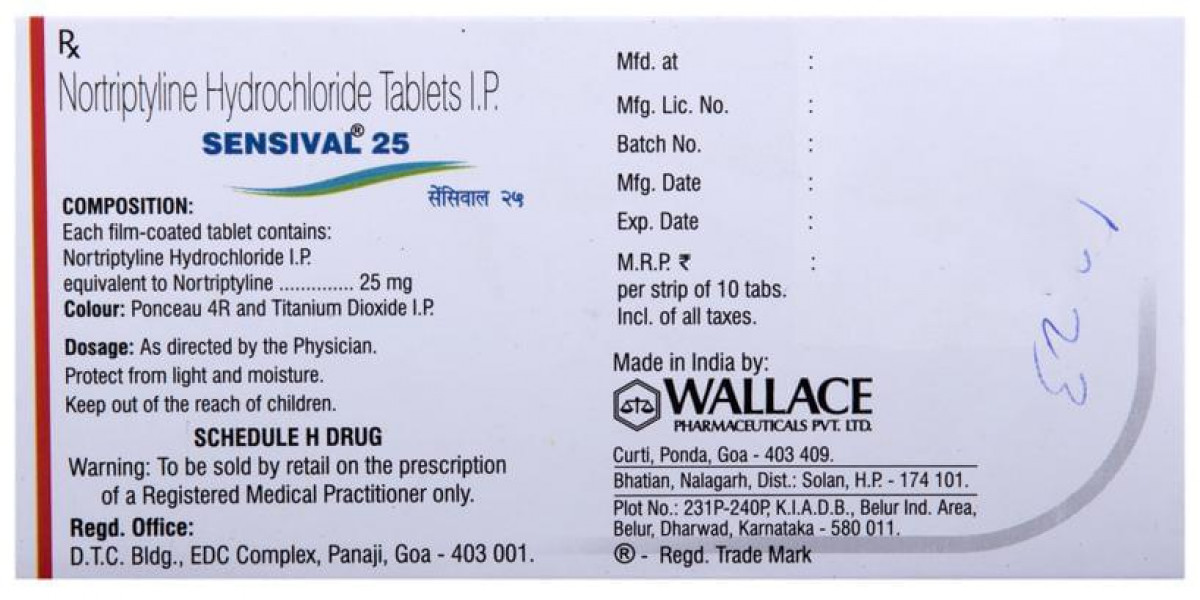 Rx
Nortriptyline Hydrochloride Tablets I.P.
SENSIVAL® 25
सेंसिवाल २५
COMPOSITION:
Each film-coated tablet contains:
Nortriptyline Hydrochloride I.P.
equivalent to Nortriptyline .............. 25 mg
Colour: Ponceau 4R and Titanium Dioxide I.P.
Dosage: As directed by the Physician.
Protect from light and moisture.
Keep out of the reach of children.
SCHEDULE H DRUG
Warning: To be sold by retail on the prescription
of a Registered Medical Practitioner only.
Regd. Office:
D.T.C. Bldg., EDC Complex, Panaji, Goa - 403 001.
Mfd. at :
Mfg. Lic. No. :
Batch No. :
Mfg. Date :
Exp. Date :
M.R.P. ₹ :
per strip of 10 tabs.
Incl. of all taxes.
Made in India by:
WALLACE
PHARMACEUTICALS PVT. LTD.
Curti, Ponda, Goa - 403 409.
Bhatian, Nalagarh, Dist.: Solan, H.P. - 174 101.
Plot No.: 231P-240P, K.I.A.D.B., Belur Ind. Area,
Belur, Dharwad, Karnataka - 580 011.
® - Regd. Trade Mark
23